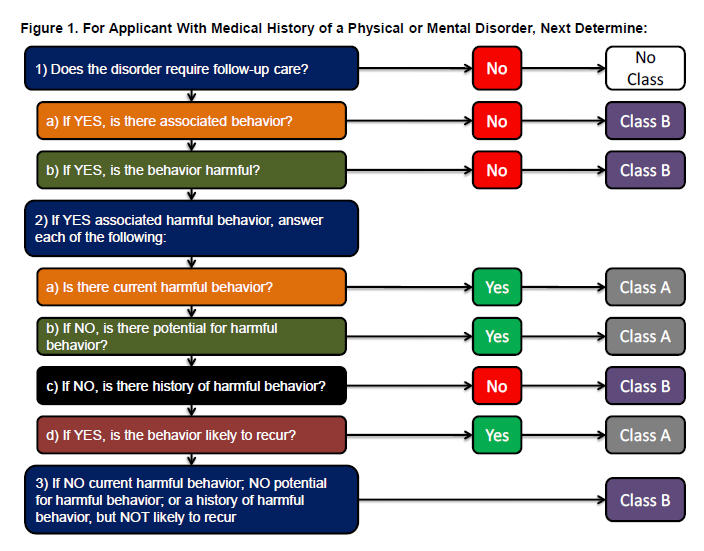 Figure 1. For Applicant With Medical History of a Physical or Mental Disorder, Next Determine:
1) Does the disorder require follow-up care?
No
No
Class
a) If YES, is there associated behavior?
No
Class B
b) If YES, is the behavior harmful?
No
Class B
2) If YES associated harmful behavior, answer
each of the following:
a) Is there current harmful behavior?
Yes
Class A
b) If NO, is there potential for harmful
behavior?
Yes
Class A
c) If NO, is there history of harmful behavior?
No
Class B
d) If YES, is the behavior likely to recur?
Yes
Class A
3) If NO current harmful behavior; NO potential
for harmful behavior; or a history of harmful
behavior, but NOT likely to recur
Class B